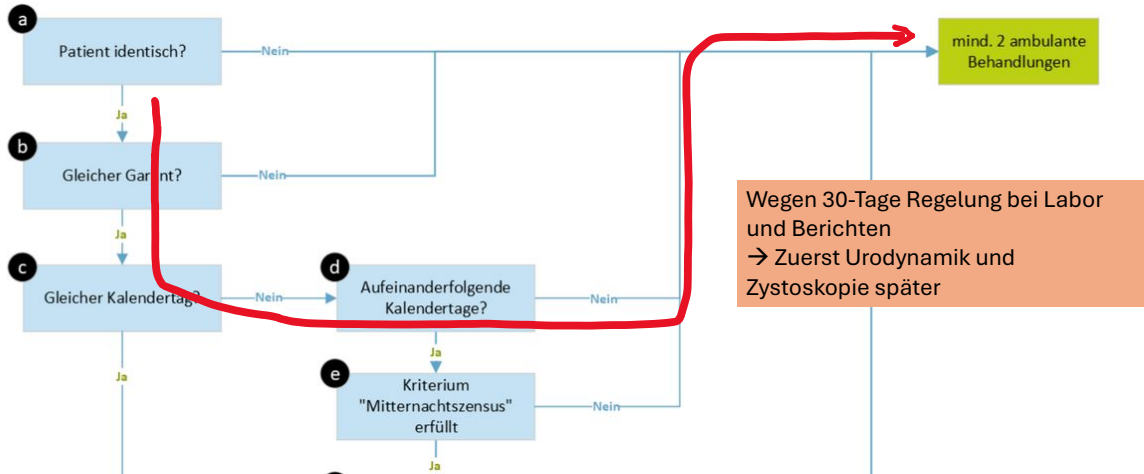 a
Patient identisch?
Nein
mind. 2 ambulante
Behandlungen
Ja
b
Gleicher Garant?
Nein
Ja
Wegen 30-Tage Regelung bei Labor
und Berichten
→ Zuerst Urodynamik und
Zystoskopie später
c
Gleicher Kalendertag?
Nein
d
Aufeinanderfolgende
Kalendertage?
Nein
Ja
Ja
e
Kriterium
"Mitternachtszensus"
erfüllt
Nein
Ja